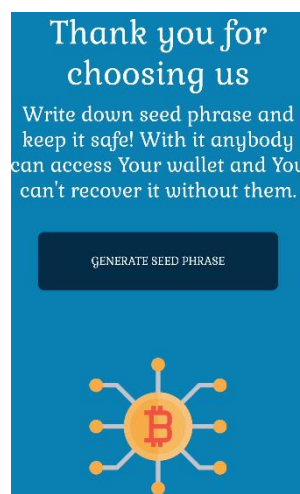 Thank you for
choosing us
Write down seed phrase and
keep it safe! With it anybody
can access Your wallet and You
can't recover it without them.
GENERATE SEED PHRASE